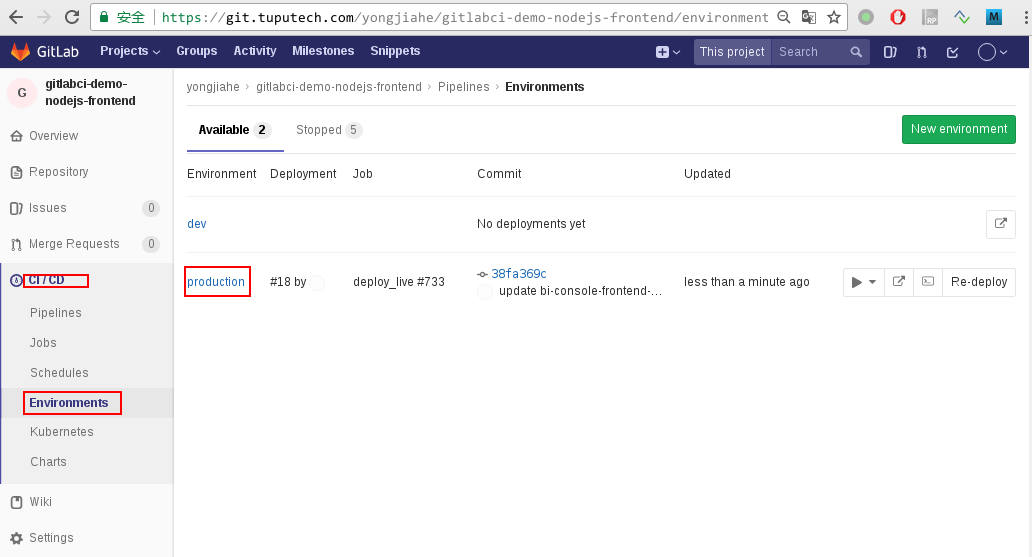 安全
https://git.tuputech.com/yongjiahe/gitlabci-demo-nodejs-frontend/environment
RP
M
GitLab
Projects
Groups
Activity
Milestones
Snippets
This project
Search
G
gitlabci-demo-
nodejs-frontend
Overview
Repository
Issues 0
Merge Requests 0
CI / CD
Pipelines
Jobs
Schedules
Environments
Kubernetes
Charts
Wiki
Settings
yongjiahe > gitlabci-demo-nodejs-frontend > Pipelines > Environments
Available 2
Stopped 5
New environment
Environment Deployment Job Commit Updated
dev No deployments yet
production #18 by deploy_live #733 38fa369c less than a minute ago Re-deploy
update bi-console-frontend-…